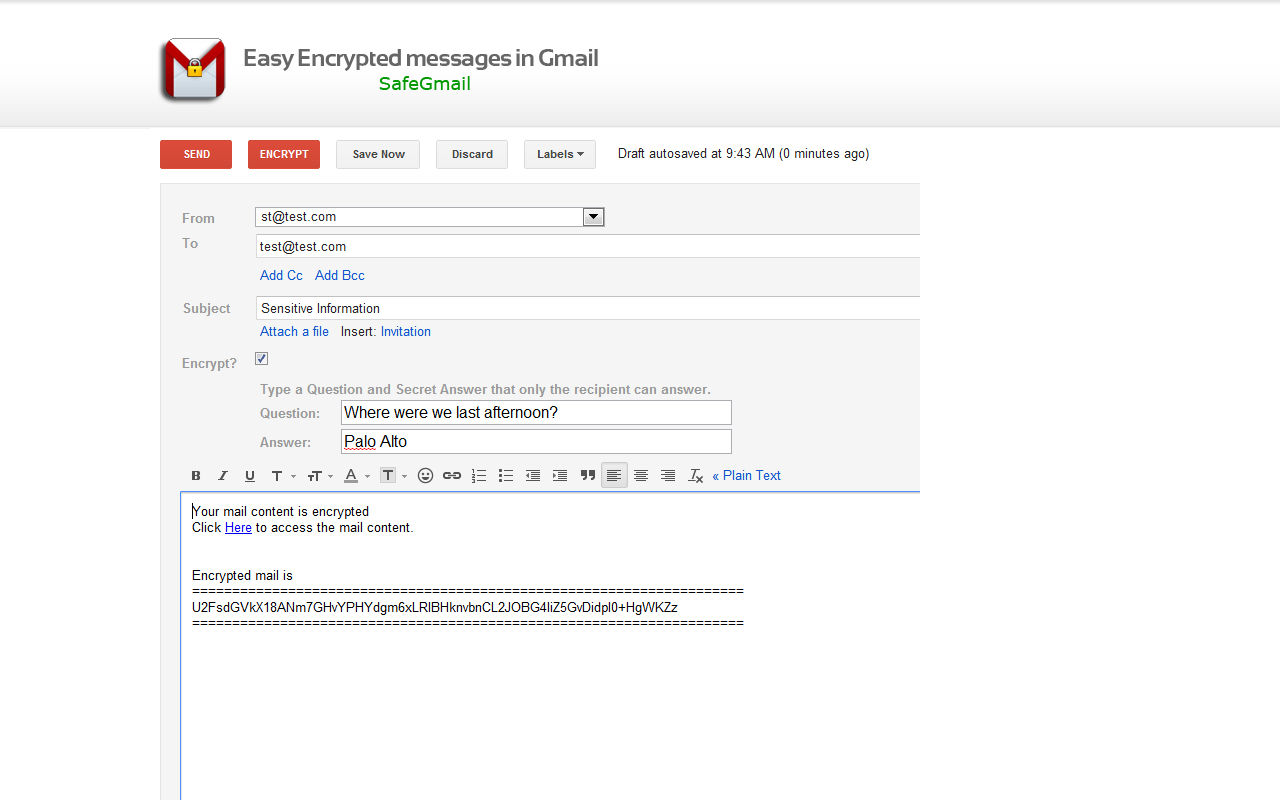 Easy Encrypted messages in Gmail
SafeGmail
SEND ENCRYPT Save Now Discard Labels Draft autosaved at 9:43 AM (0 minutes ago)
From st@test.com
To test@test.com
Add Cc Add Bcc
Subject Sensitive Information
Attach a file Insert: Invitation
Encrypt?
Type a Question and Secret Answer that only the recipient can answer.
Question: Where were we last afternoon?
Answer: Palo Alto
B I U T TT A T « Plain Text
Your mail content is encrypted
Click Here to access the mail content.
Encrypted mail is
=====================================================================
U2FsdGVkX18ANm7GHvYPHYdgm6xLRlBHknvbnCL2JOBG4liZ5GvDidpI0+HgWKZz
=====================================================================